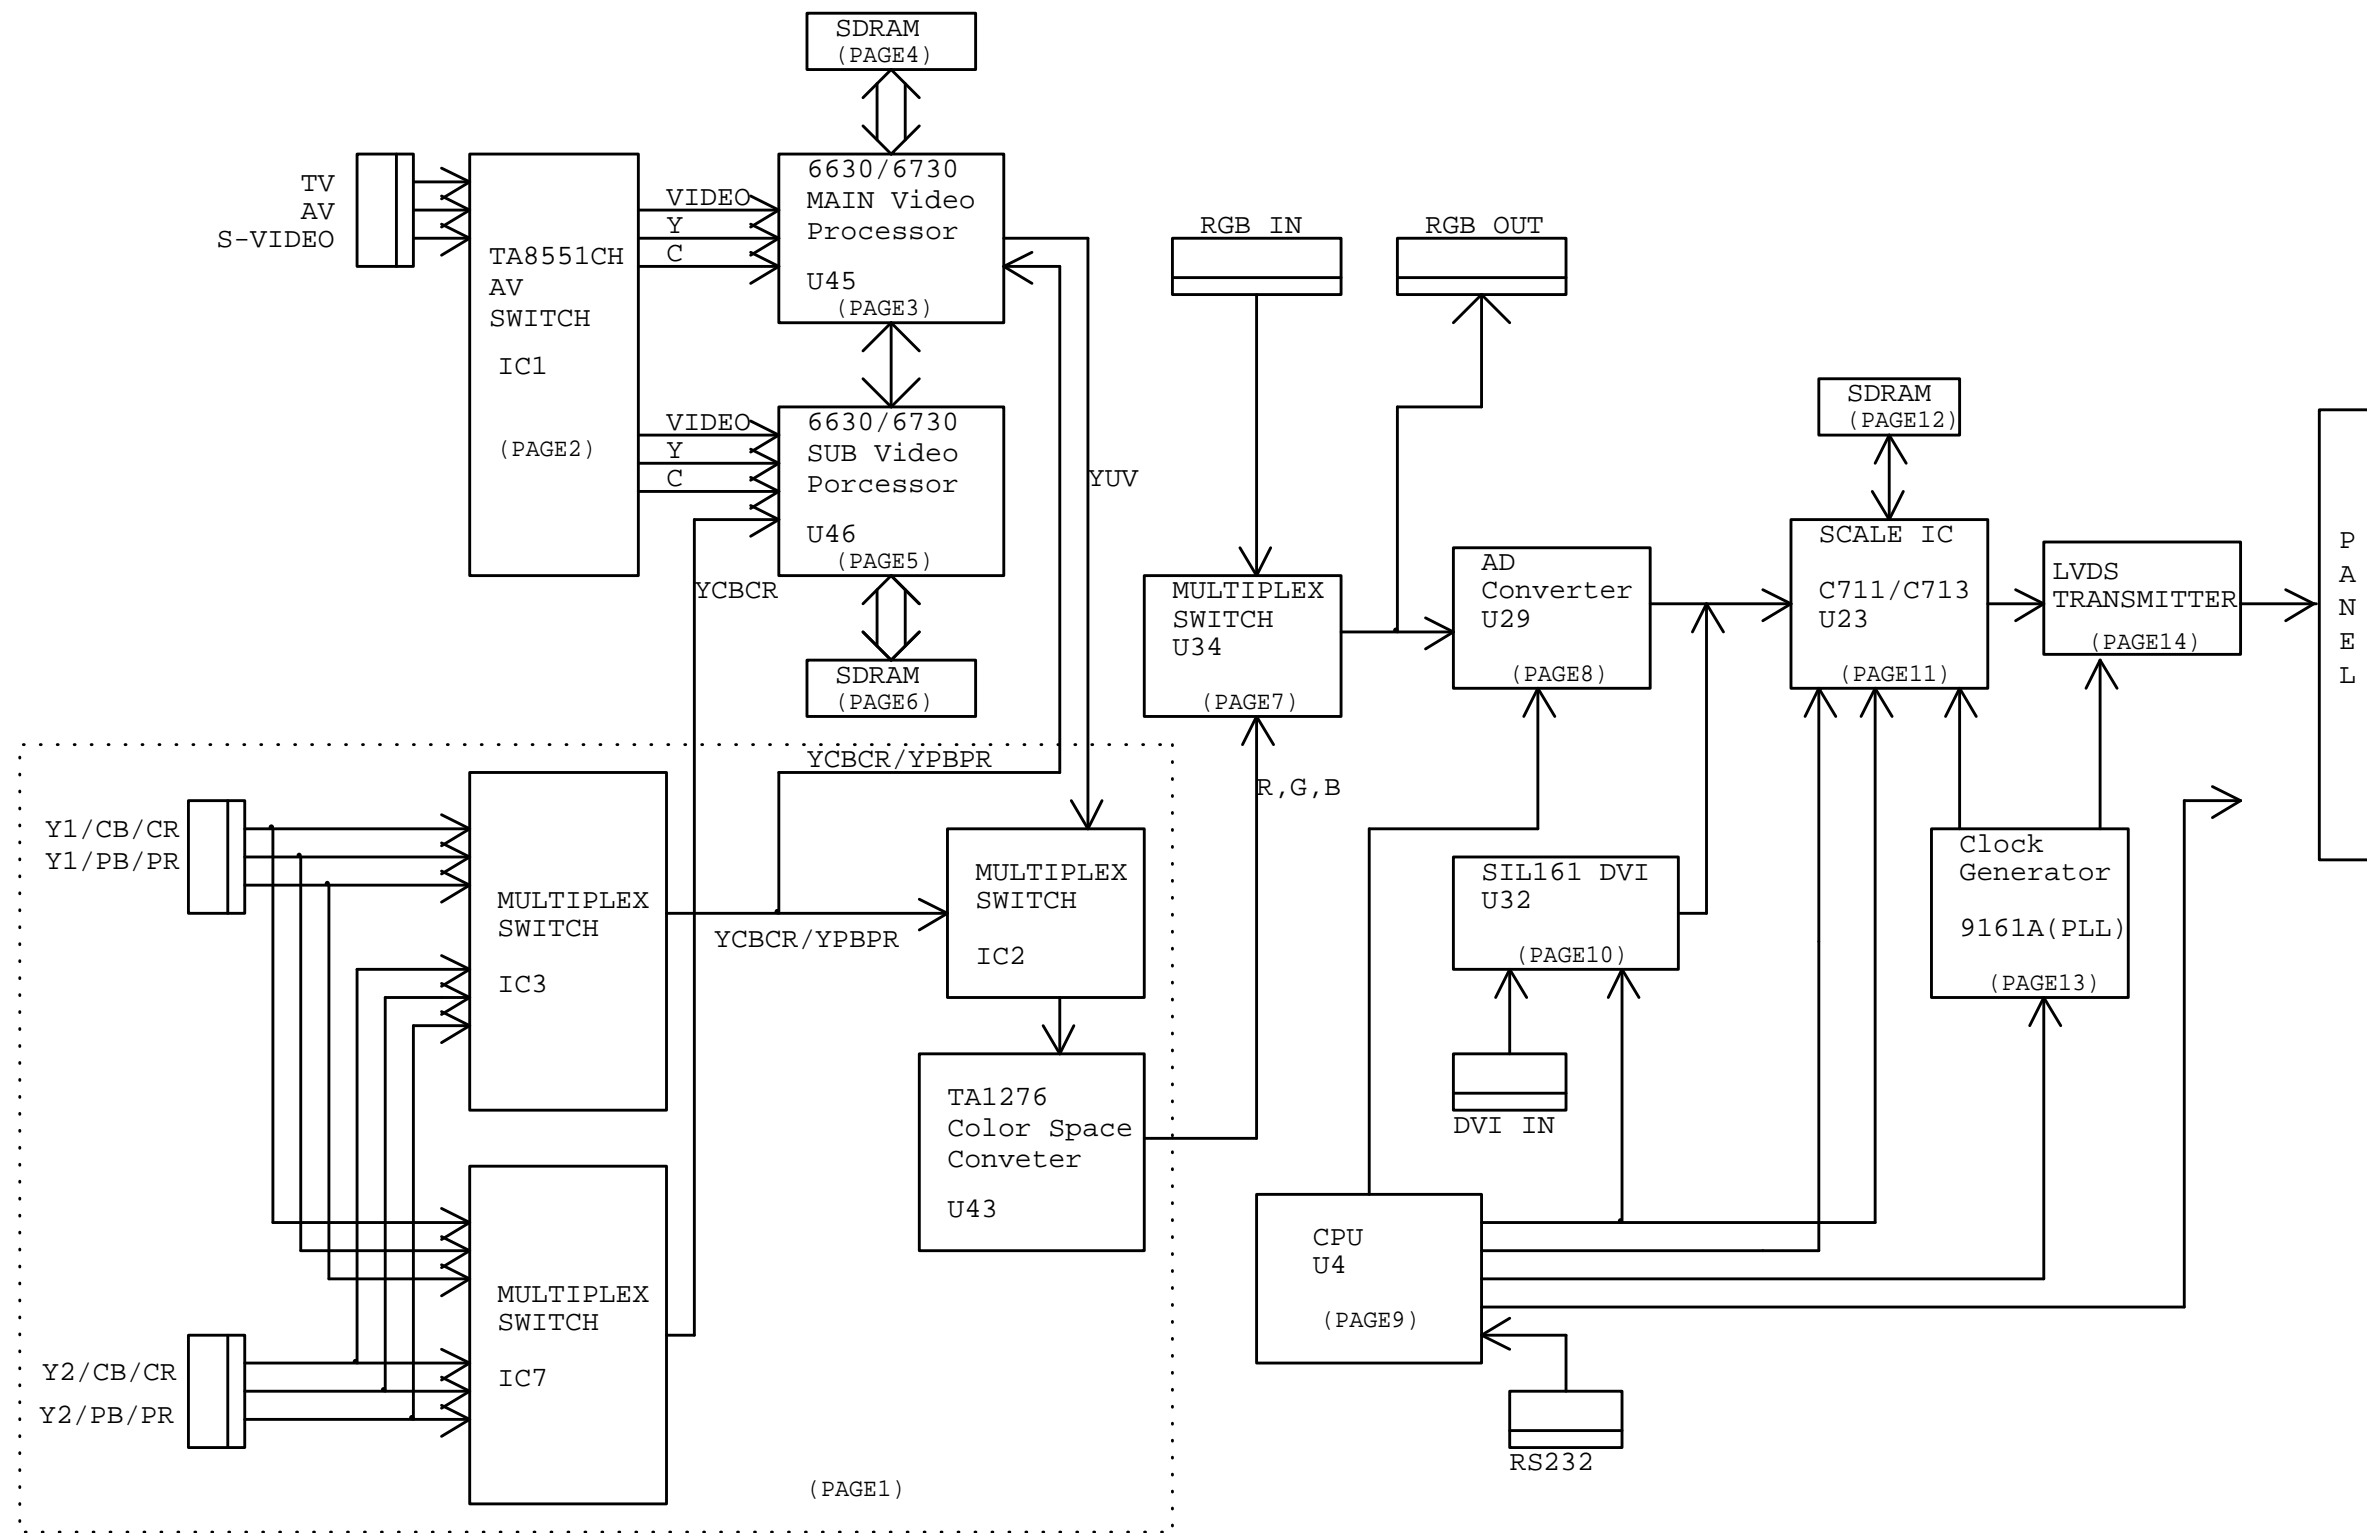 SDRAM
(PAGE4)
TV
AV
S-VIDEO
TA8551CH
AV
SWITCH
IC1
(PAGE2)
VIDEO
Y
C
6630/6730
MAIN Video
Processor
U45
(PAGE3)
VIDEO
Y
C
6630/6730
SUB Video
Porcessor
U46
(PAGE5)
YCBCR
SDRAM
(PAGE6)
YUV
RGB IN
RGB OUT
MULTIPLEX
SWITCH
U34
(PAGE7)
AD
Converter
U29
(PAGE8)
SDRAM
(PAGE12)
SCALE IC
C711/C713
U23
(PAGE11)
LVDS
TRANSMITTER
(PAGE14)
P
A
N
E
L
YCBCR/YPBPR
R,G,B
Y1/CB/CR
Y1/PB/PR
MULTIPLEX
SWITCH
IC3
YCBCR/YPBPR
MULTIPLEX
SWITCH
IC2
SIL161 DVI
U32
(PAGE10)
Clock
Generator
9161A(PLL)
(PAGE13)
TA1276
Color Space
Conveter
U43
DVI IN
CPU
U4
(PAGE9)
MULTIPLEX
SWITCH
IC7
Y2/CB/CR
Y2/PB/PR
RS232
(PAGE1)